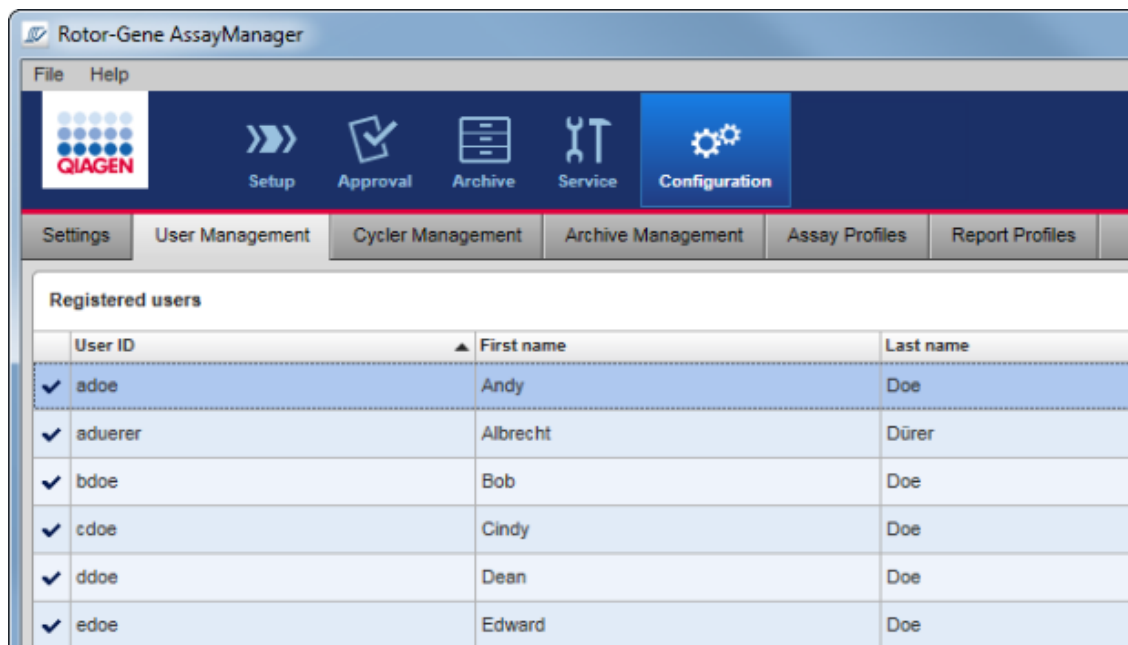 Rotor-Gene AssayManager
File Help
QIAGEN
Setup Approval Archive Service Configuration
Settings User Management Cycler Management Archive Management Assay Profiles Report Profiles
Registered users
User ID First name Last name
adoe Andy Doe
aduerer Albrecht Dürer
bdoe Bob Doe
cdoe Cindy Doe
ddoe Dean Doe
edoe Edward Doe